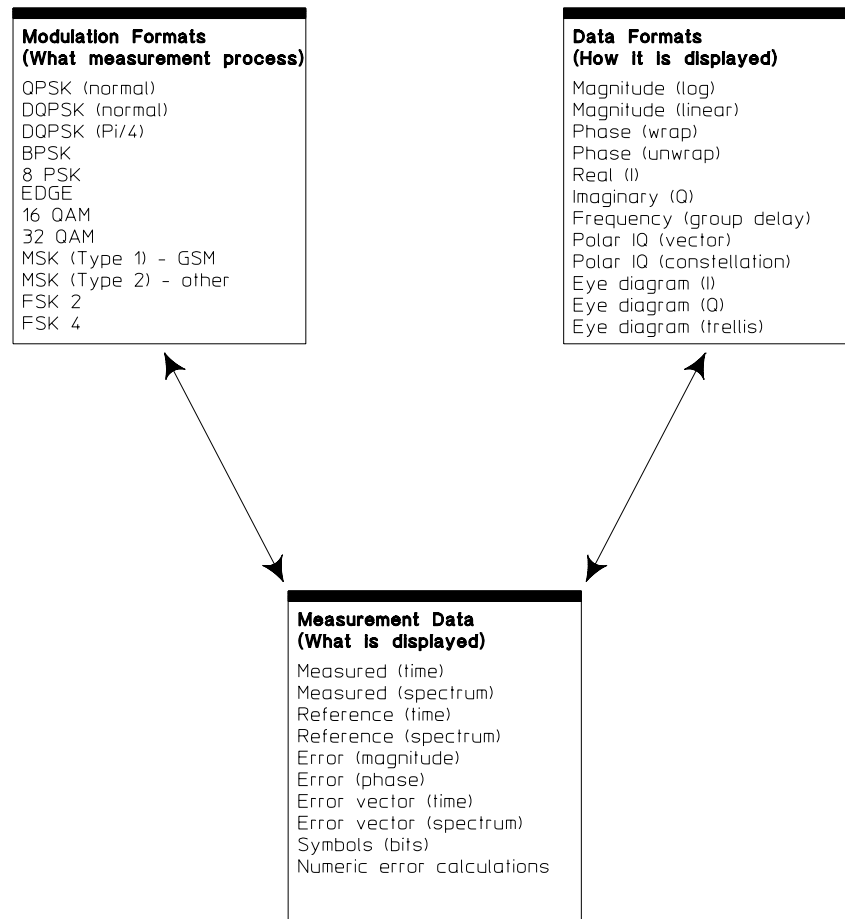 Modulation Formats
(What measurement process)
QPSK (normal)
DQPSK (normal)
DQPSK (Pi/4)
BPSK
8 PSK
EDGE
16 QAM
32 QAM
MSK (Type 1) - GSM
MSK (Type 2) - other
FSK 2
FSK 4
Data Formats
(How it is displayed)
Magnitude (log)
Magnitude (linear)
Phase (wrap)
Phase (unwrap)
Real (I)
Imaginary (Q)
Frequency (group delay)
Polar IQ (vector)
Polar IQ (constellation)
Eye diagram (I)
Eye diagram (Q)
Eye diagram (trellis)
Measurement Data
(What is displayed)
Measured (time)
Measured (spectrum)
Reference (time)
Reference (spectrum)
Error (magnitude)
Error (phase)
Error vector (time)
Error vector (spectrum)
Symbols (bits)
Numeric error calculations